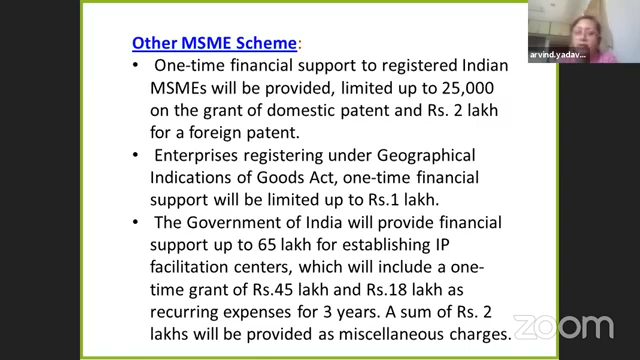 Other MSME Scheme:
• One-time financial support to registered Indian
MSMEs will be provided, limited up to 25,000
on the grant of domestic patent and Rs. 2 lakh
for a foreign patent.
• Enterprises registering under Geographical
Indications of Goods Act, one-time financial
support will be limited up to Rs.1 lakh.
• The Government of India will provide financial
support up to 65 lakh for establishing IP
facilitation centers, which will include a one-
time grant of Rs.45 lakh and Rs.18 lakh as
recurring expenses for 3 years. A sum of Rs. 2
lakhs will be provided as miscellaneous charges.
arvind.yadav...
zoom